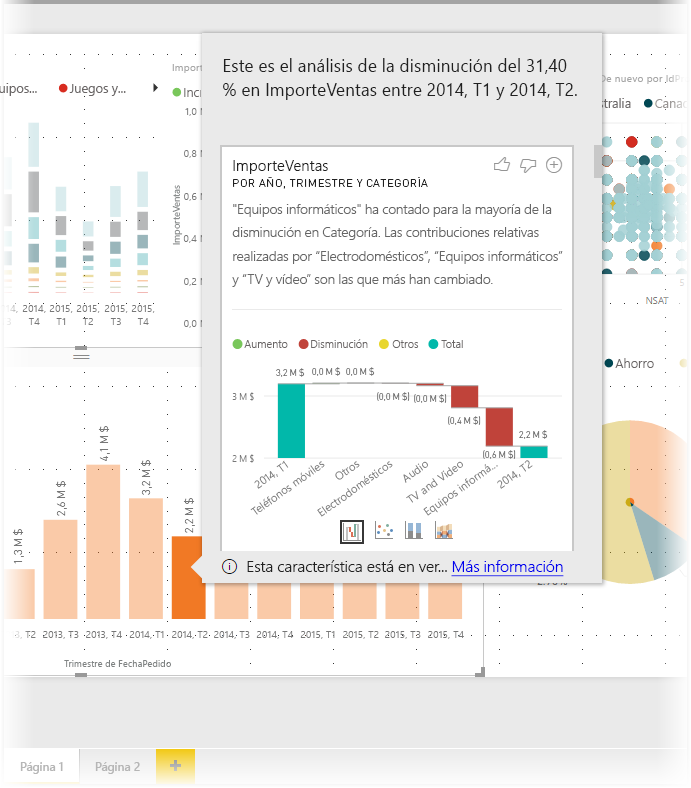 Este es el análisis de la disminución del 31,40
% en ImporteVentas entre 2014, T1 y 2014, T2.
ImporteVentas
POR AÑO, TRIMESTRE Y CATEGORÌA
"Equipos informáticos" ha contado para la mayoría de la
disminución en Categoría. Las contribuciones relativas
realizadas por “Electrodomésticos”, “Equipos informáticos”
y “TV y vídeo” son las que más han cambiado.
Aumento Disminución Otros Total
3,2 M $ 0,0 M $ 0,0 M $
3 M $
(0,0 M $) (0,0 M $)
(0,4 M $)
2,2 M $
(0,6 M $)
2 M $
2014, T1
Teléfonos móviles
Otros
Electrodomésticos
Audio
TV and Video
Equipos informá...
2014, T2
Esta característica está en ver... Más información
uipos... Juegos y...
Import
Incr
1,0
0,8
0,6 M
0,4 M
0,2 M
0,0 M
ImporteVentas
2014, 2014, 2015, 2015, 2015, 2015,
T4 T1 T2 T3 T4
De nuevo por JdP
tralia Cana
5
NSAT
Ahorro
1,3 M $
2,6 M $
4,1 M $
3,2 M $
2,2 M $
T2 2013, T3 2013, T4 2014, T1 2014, T2 2014, T3 2014, T4 2015, T1 2015, T2 2015, T3 2015, T4
Trimestre de FechaPedido
Página 1 Página 2 +